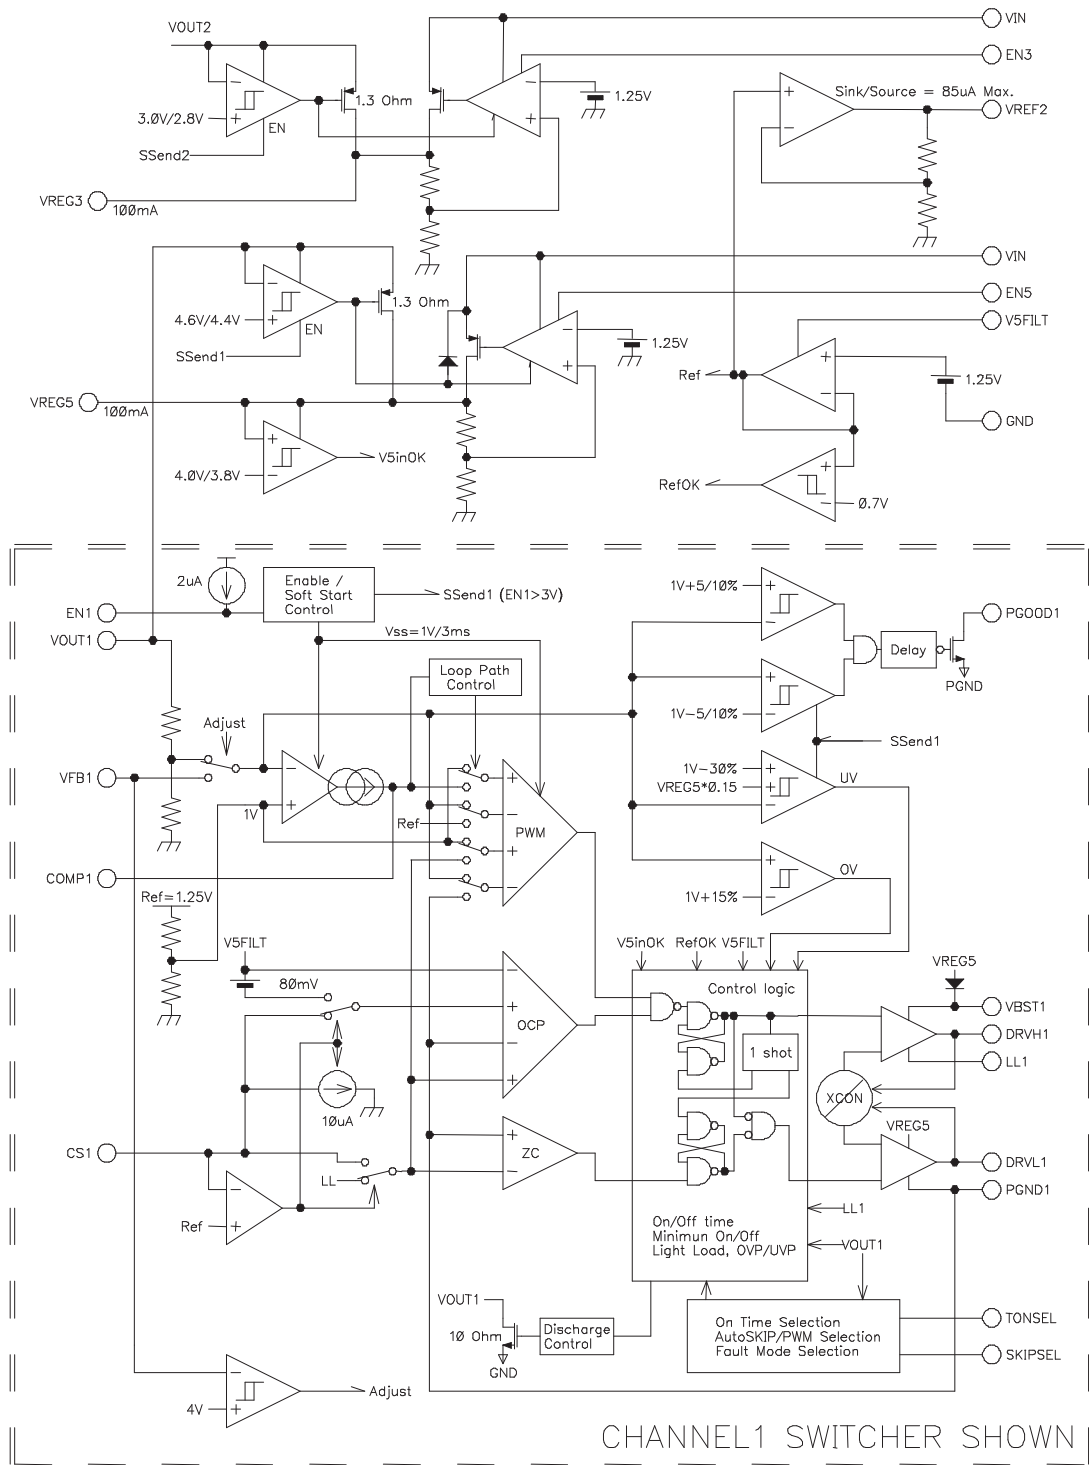 VOUT2
VIN
EN3
1.3 Ohm
1.25V
Sink/Source = 85uA Max.
VREF2
3.0V/2.8V
EN
SSend2
VREG3
100mA
VIN
EN5
4.6V/4.4V
EN
1.3 Ohm
1.25V
V5FILT
SSend1
Ref
1.25V
VREG5
100mA
GND
4.0V/3.8V
V5inOK
RefOK
0.7V
2uA
Enable /
Soft Start
Control
SSend1 (EN1>3V)
1V+5/10%
EN1
VOUT1
PGOOD1
Vss=1V/3ms
Loop Path
Control
Delay
PGND
Adjust
1V-5/10%
SSend1
VFB1
1V-30%
VREG5*0.15
UV
1V
Ref
PWM
COMP1
Ref=1.25V
OV
1V+15%
V5FILT
V5inOK RefOK V5FILT
80mV
Control logic
VREG5
VBST1
OCP
DRVH1
1 shot
LL1
10uA
XCON
VREG5
CS1
ZC
DRVL1
LL
PGND1
Ref
On/Off time
Minimun On/Off
Light Load, OVP/UVP
LL1
VOUT1
VOUT1
10 Ohm
Discharge
Control
GND
On Time Selection
AutoSKIP/PWM Selection
Fault Mode Selection
TONSEL
SKIPSEL
Adjust
4V
CHANNEL1 SWITCHER SHOWN